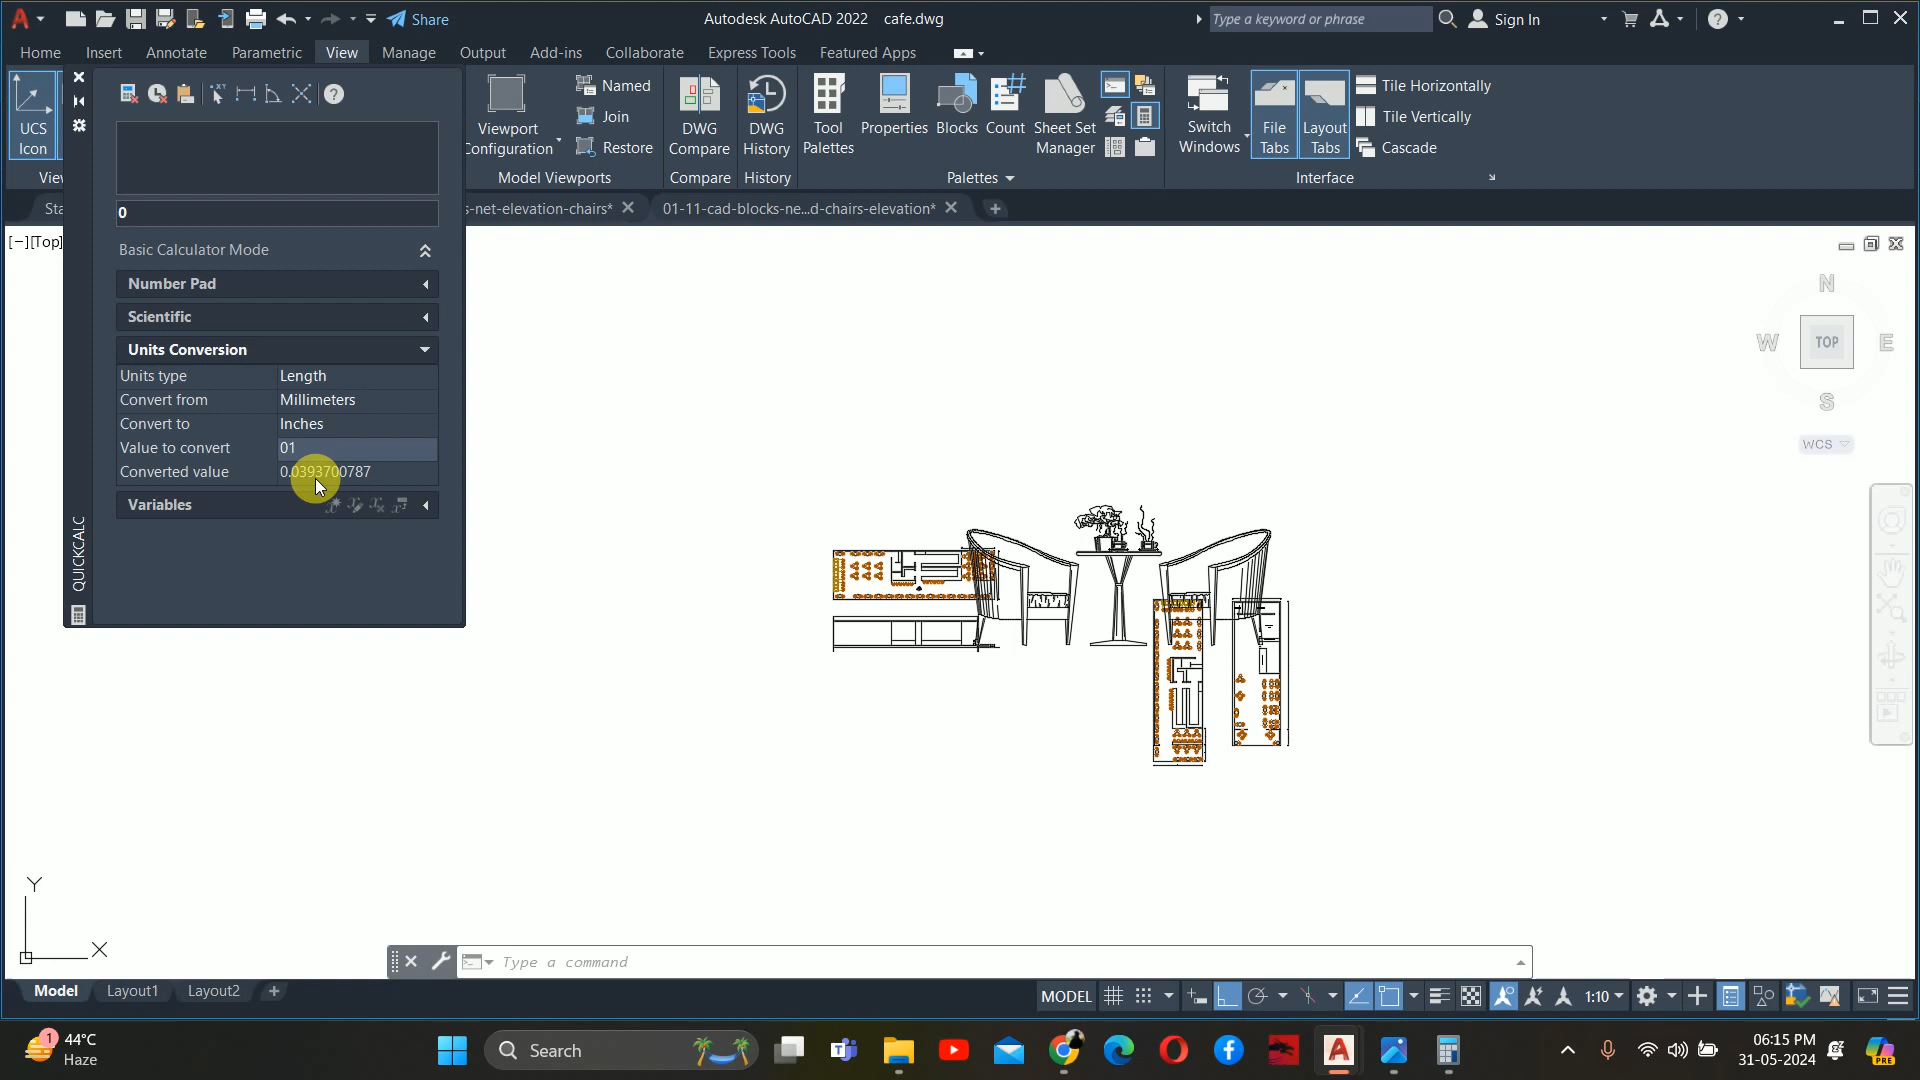 Share
Autodesk AutoCAD 2022 cafe.dwg
Type a keyword or phrase
Sign In
Home Insert Annotate Parametric View Manage Output Add-ins Collaborate Express Tools Featured Apps
UCS Icon
Viewport Configuration
Named
Join
Restore
Model Viewports
DWG Compare
Compare
DWG History
History
Tool Palettes
Properties
Blocks
Count
Sheet Set Manager
Palettes
Switch Windows
File Tabs
Layout Tabs
Tile Horizontally
Tile Vertically
Cascade
Interface
s-net-elevation-chairs*
01-11-cad-blocks-ne...d-chairs-elevation*
[−][Top]
0
Basic Calculator Mode
Number Pad
Scientific
Units Conversion
Units type Length
Convert from Millimeters
Convert to Inches
Value to convert 01
Converted value 0.0393700787
Variables
QUICKCALC
N
W TOP E
S
WCS
Y
X
Type a command
Model Layout1 Layout2
MODEL
1:10
1
44°C
Haze
Search
06:15 PM
31-05-2024
PRE